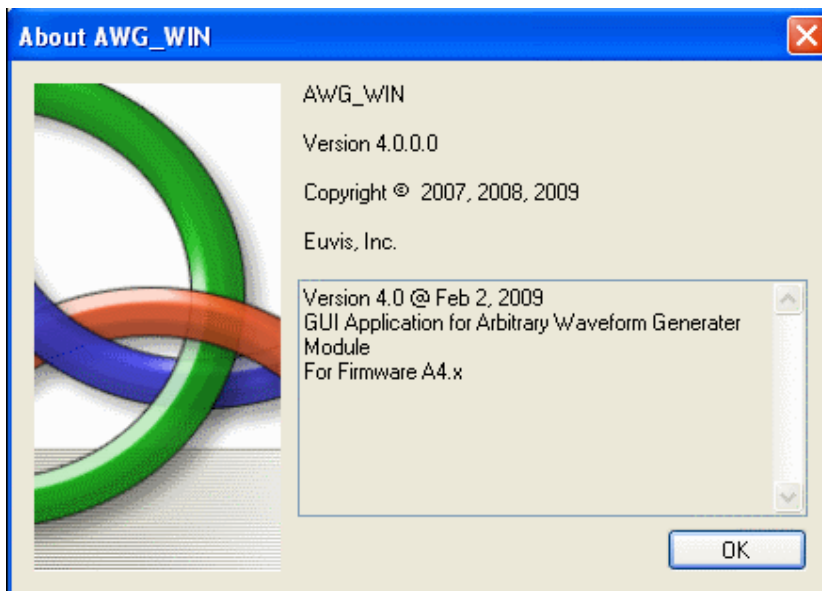 About AWG_WIN
AWG_WIN
Version 4.0.0.0
Copyright © 2007, 2008, 2009
Euvis, Inc.
Version 4.0 @ Feb 2, 2009
GUI Application for Arbitrary Waveform Generater
Module
For Firmware A4.x
OK